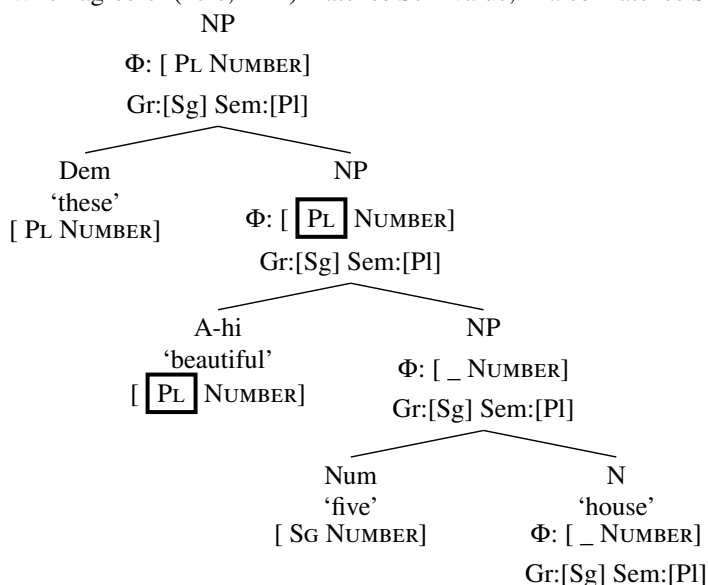 NP
Φ: [ PL NUMBER]
Gr:[Sg] Sem:[Pl]
Dem
‘these’
[ PL NUMBER]
NP
Φ: [ PL NUMBER]
Gr:[Sg] Sem:[Pl]
A-hi
‘beautiful’
[ PL NUMBER]
NP
Φ: [ _ NUMBER]
Gr:[Sg] Sem:[Pl]
Num
‘five’
[ SG NUMBER]
N
‘house’
Φ: [ _ NUMBER]
Gr:[Sg] Sem:[Pl]